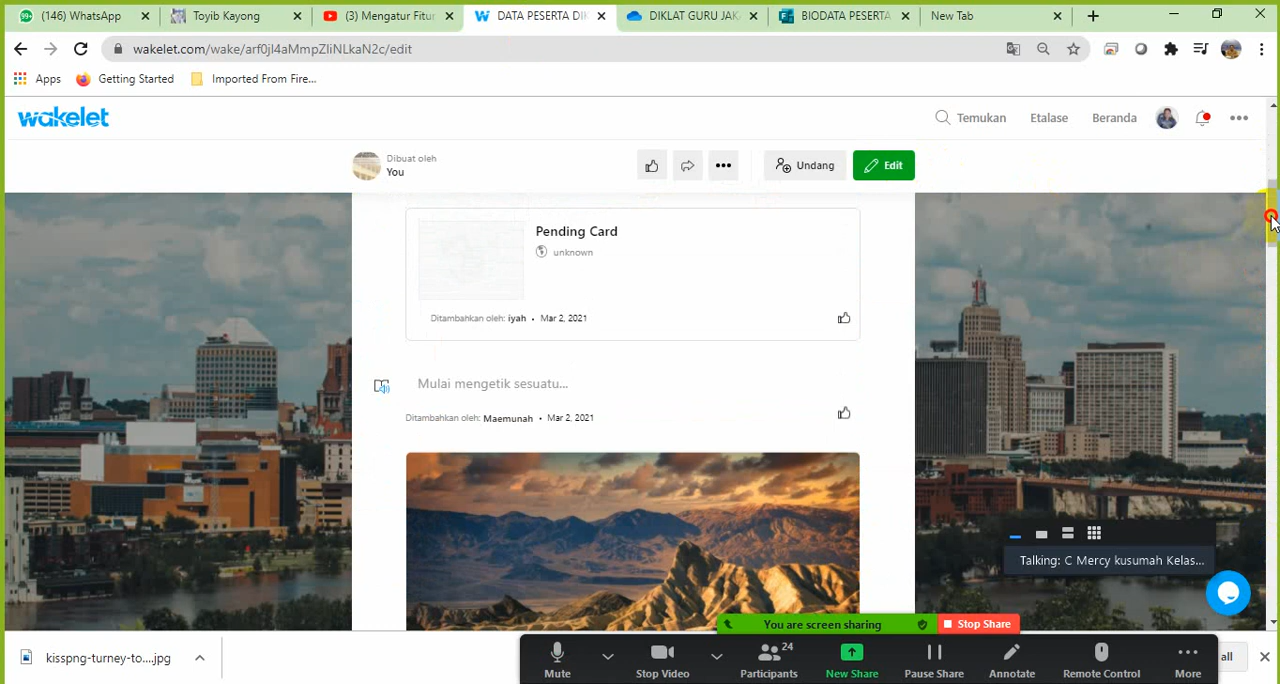 (146) WhatsApp
Toyib Kayong
(3) Mengatur Fitur
DATA PESERTA DI
DIKLAT GURU JAK
BIODATA PESERTA
New Tab
wakelet.com/wake/arf0jl4aMmpZIiNLkaN2c/edit
Apps
Getting Started
Imported From Fire...
wakelet
Temukan
Etalase
Beranda
Dibuat oleh
You
Undang
Edit
Pending Card
unknown
Ditambahkan oleh: iyah • Mar 2, 2021
Mulai mengetik sesuatu...
Ditambahkan oleh: Maemunah • Mar 2, 2021
Talking: C Mercy kusumah Kelas...
You are screen sharing
Stop Share
kisspng-turney-to....jpg
24
Mute
Stop Video
Participants
New Share
Pause Share
Annotate
Remote Control
More
all